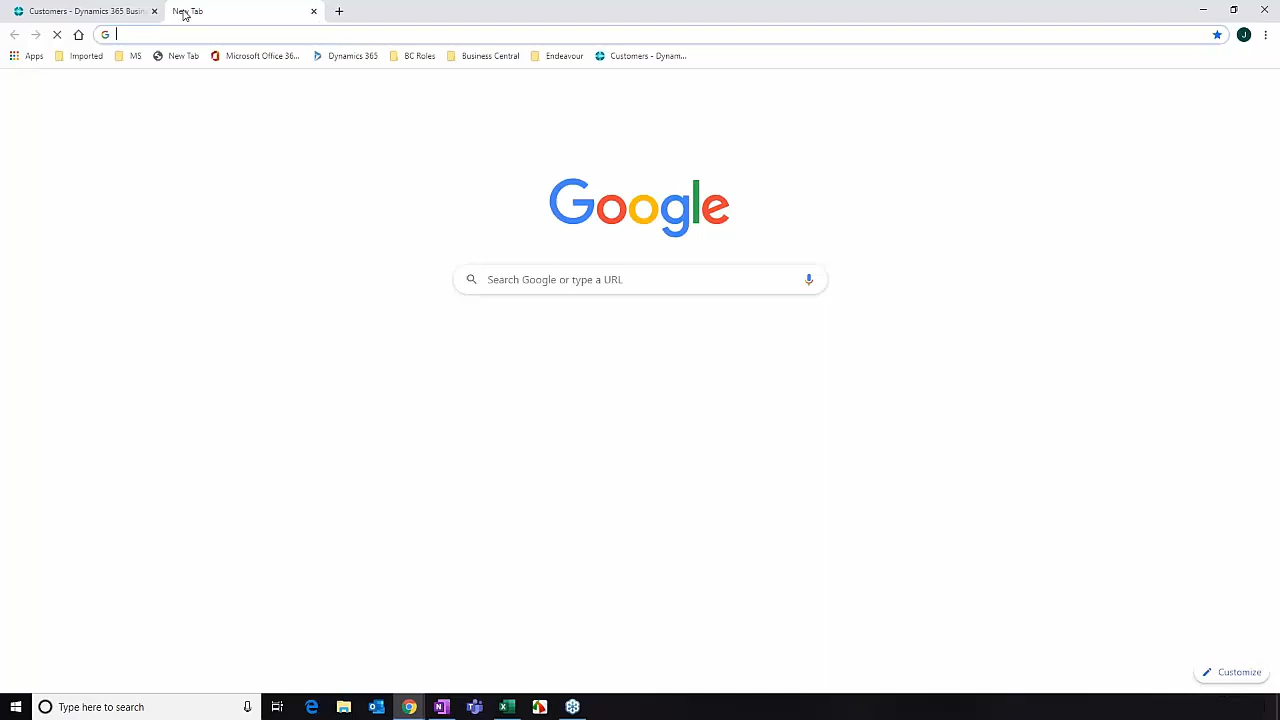 Customers - Dynamics 365 Busin
New Tab
Apps
Imported
MS
New Tab
Microsoft Office 36...
Dynamics 365
BC Roles
Business Central
Endeavour
Customers - Dynam...
J
Google
Search Google or type a URL
Customize
Type here to search